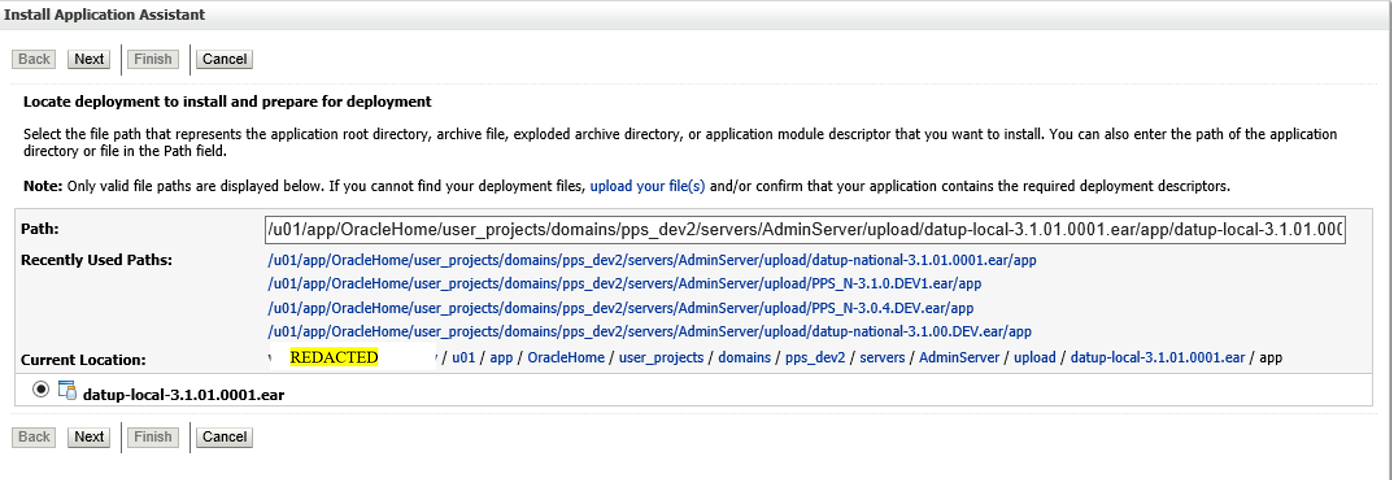 Install Application Assistant
Back Next Finish Cancel
Locate deployment to install and prepare for deployment
Select the file path that represents the application root directory, archive file, exploded archive directory, or application module descriptor that you want to install. You can also enter the path of the application
directory or file in the Path field.
Note: Only valid file paths are displayed below. If you cannot find your deployment files, upload your file(s) and/or confirm that your application contains the required deployment descriptors.
Path: /u01/app/OracleHome/user_projects/domains/pps_dev2/servers/AdminServer/upload/datup-local-3.1.01.0001.ear/app/datup-local-3.1.01.00(
Recently Used Paths: /u01/app/OracleHome/user_projects/domains/pps_dev2/servers/AdminServer/upload/datup-national-3.1.01.0001.ear/app
/u01/app/OracleHome/user_projects/domains/pps_dev2/servers/AdminServer/upload/PPS_N-3.1.0.DEV1.ear/app
/u01/app/OracleHome/user_projects/domains/pps_dev2/servers/AdminServer/upload/PPS_N-3.0.4.DEV.ear/app
/u01/app/OracleHome/user_projects/domains/pps_dev2/servers/AdminServer/upload/datup-national-3.1.00.DEV.ear/app
Current Location: REDACTED / u01 / app / OracleHome / user_projects / domains / pps_dev2 / servers / AdminServer / upload / datup-local-3.1.01.0001.ear / app
datup-local-3.1.01.0001.ear
Back Next Finish Cancel